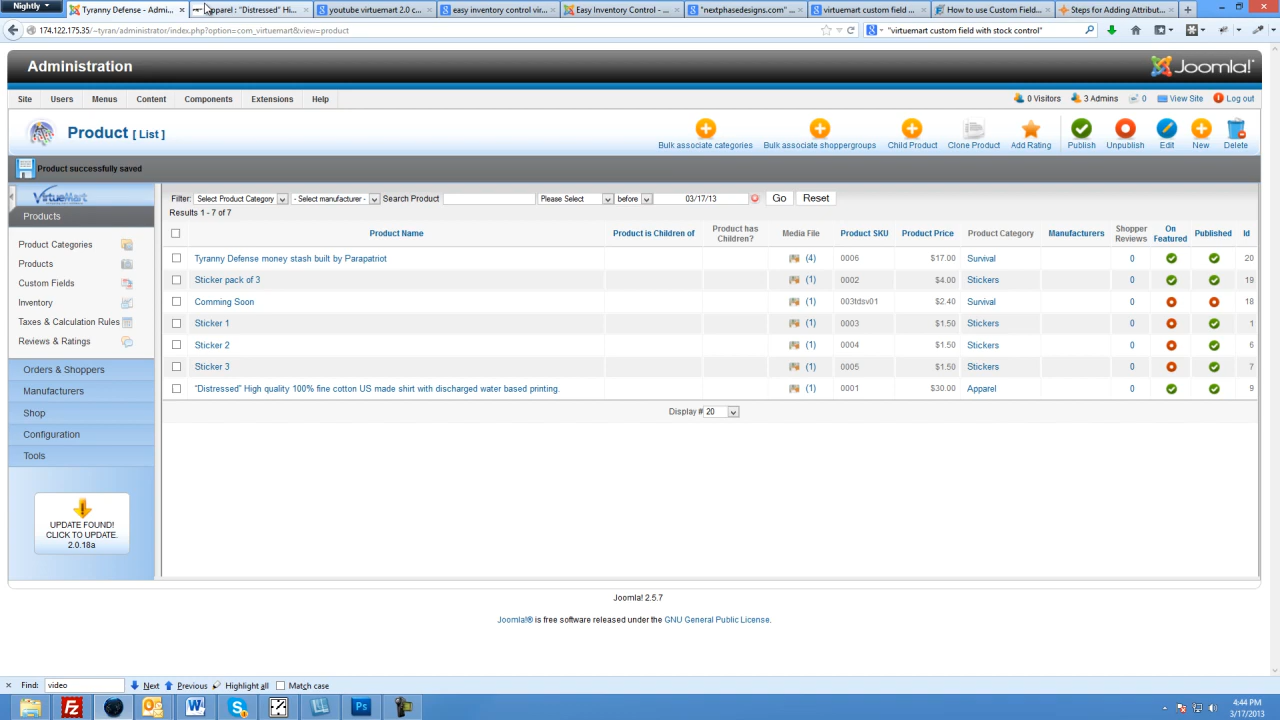 Nightly
Tyranny Defense - Admi...
Apparel : "Distressed" Hi...
youtube virtuemart 2.0 c...
easy inventory control vir...
Easy Inventory Control - ...
"nextphasedesigns.com" ...
virtuemart custom field ...
How to use Custom Field...
Steps for Adding Attribut...
174.122.175.35/~tyran/administrator/index.php?option=com_virtuemart&view=product
"virtuemart custom field with stock control"
Administration
Joomla!
Site Users Menus Content Components Extensions Help
0 Visitors 3 Admins 0 View Site Log out
Product [ List ]
Bulk associate categories Bulk associate shoppergroups Child Product Clone Product Add Rating Publish Unpublish Edit New Delete
Product successfully saved
VirtueMart
Products
Product Categories
Products
Custom Fields
Inventory
Taxes & Calculation Rules
Reviews & Ratings
Orders & Shoppers
Manufacturers
Shop
Configuration
Tools
UPDATE FOUND!
CLICK TO UPDATE.
2.0.18a
Filter: Select Product Category - Select manufacturer - Search Product Please Select before 03/17/13 Go Reset
Results 1 - 7 of 7
Product Name Product is Children of Product has Children? Media File Product SKU Product Price Product Category Manufacturers Shopper Reviews On Featured Published Id
Tyranny Defense money stash built by Parapatriot (4) 0006 $17.00 Survival 0 20
Sticker pack of 3 (1) 0002 $4.00 Stickers 0 19
Comming Soon (1) 003tdsv01 $2.40 Survival 0 18
Sticker 1 (1) 0003 $1.50 Stickers 0 1
Sticker 2 (1) 0004 $1.50 Stickers 0 6
Sticker 3 (1) 0005 $1.50 Stickers 0 7
"Distressed" High quality 100% fine cotton US made shirt with discharged water based printing. (1) 0001 $30.00 Apparel 0 9
Display # 20
Joomla! 2.5.7
Joomla!® is free software released under the GNU General Public License.
Find: video Next Previous Highlight all Match case
4:44 PM
3/17/2013